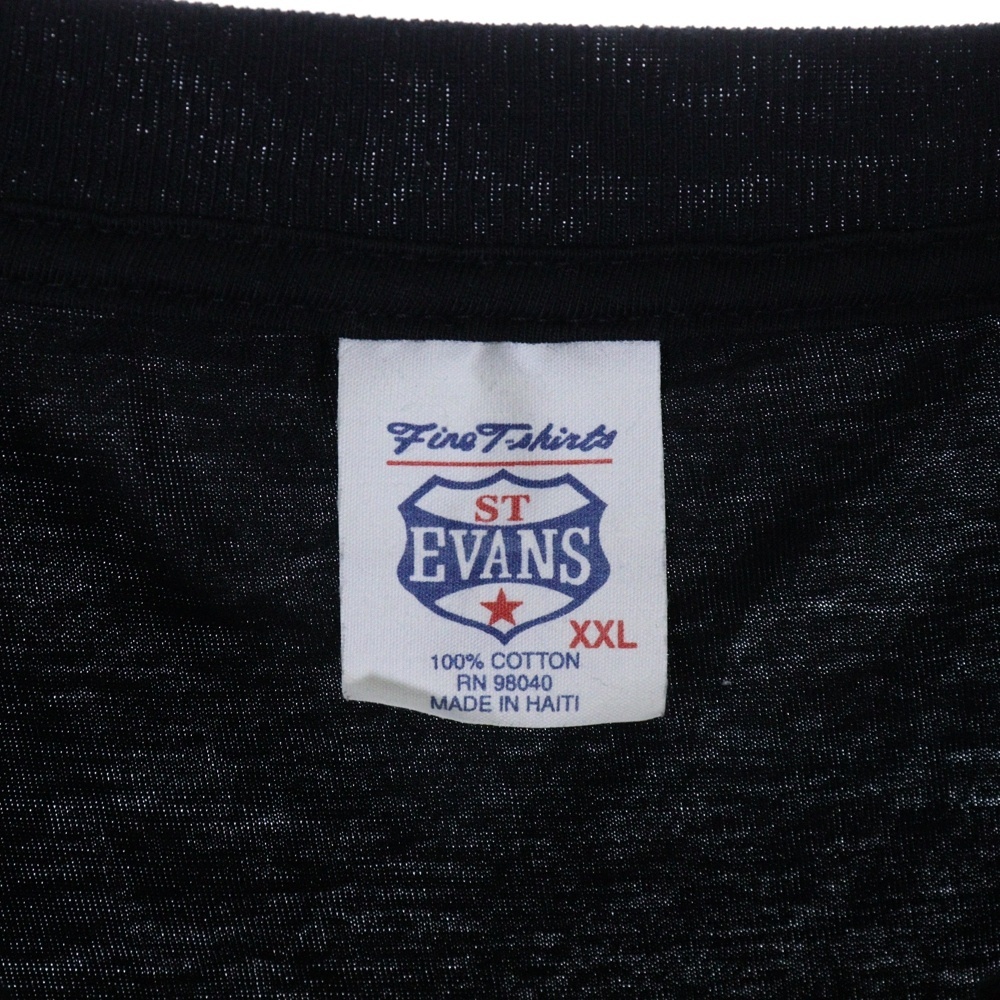 Fine T-shirts
ST
EVANS
XXL
100% COTTON
RN 98040
MADE IN HAITI